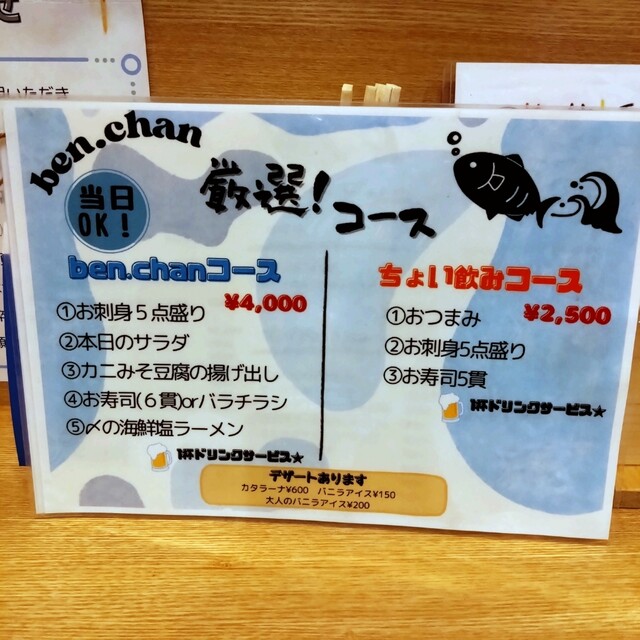 せ
用いただき
ben.chan
当日
OK!
厳選!
コース
ben.chanコース
¥4,000
①お刺身5点盛り
②本日のサラダ
③カニみそ豆腐の揚げ出し
④お寿司(6貫)orバラチラシ
⑤〆の海鮮塩ラーメン
1杯ドリンクサービス★
ちょい飲みコース
¥2,500
①おつまみ
②お刺身5点盛り
③お寿司5貫
1杯ドリンクサービス★
デザートあります
カタラーナ¥600 バニラアイス¥150
大人のバニラアイス¥200